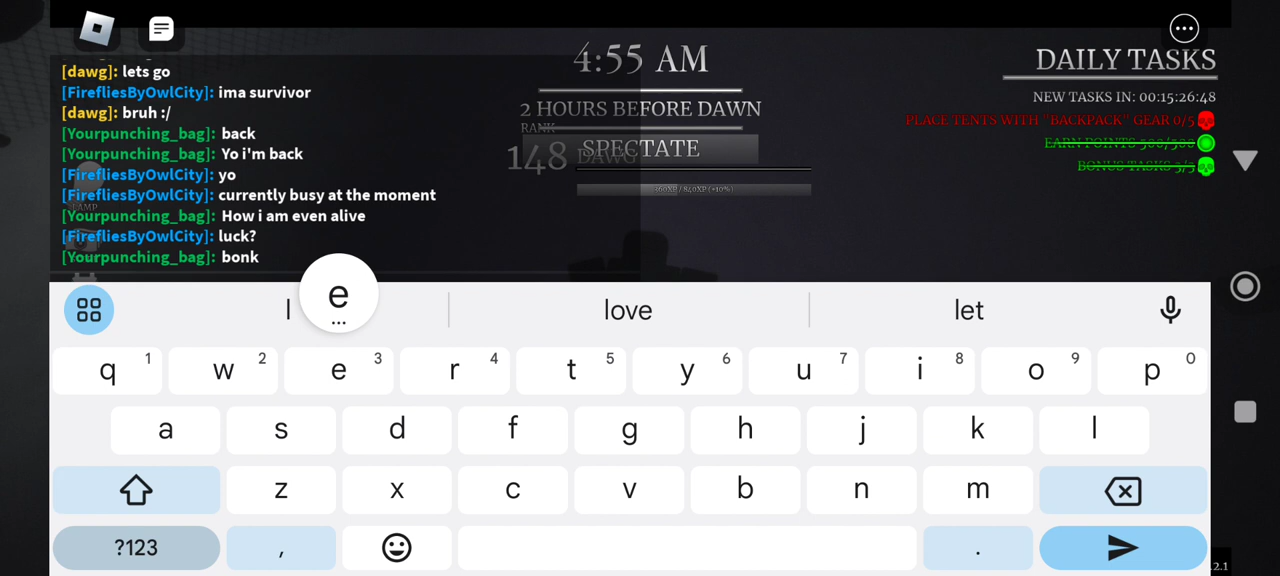 [dawg]: lets go
[FirefliesByOwlCity]: ima survivor
[dawg]: bruh :/
[Yourpunching_bag]: back
[Yourpunching_bag]: Yo i'm back
[FirefliesByOwlCity]: yo
[FirefliesByOwlCity]: currently busy at the moment
[Yourpunching_bag]: How i am even alive
[FirefliesByOwlCity]: luck?
[Yourpunching_bag]: bonk
LAMP
4:55 AM
2 HOURS BEFORE DAWN
RANK
148 DAWG
SPECTATE
DAILY TASKS
NEW TASKS IN: 00:15:26:48
PLACE TENTS WITH "BACKPACK" GEAR 0/5
EARN POINTS 500/500
BONUS TASKS 3/3
l e love let
...
q 1 w 2 e 3 r 4 t 5 y 6 u 7 i 8 o 9 p 0
a s d f g h j k l
z x c v b n m
?123 , .
.2.1